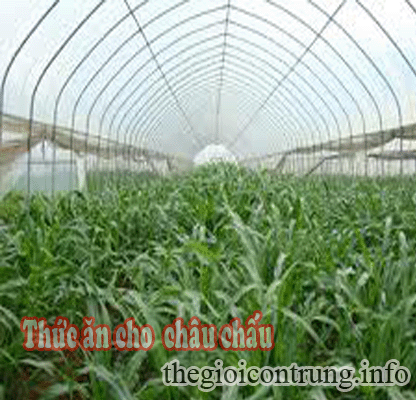 Thức ăn cho châu chấu
thegioicontrung.info